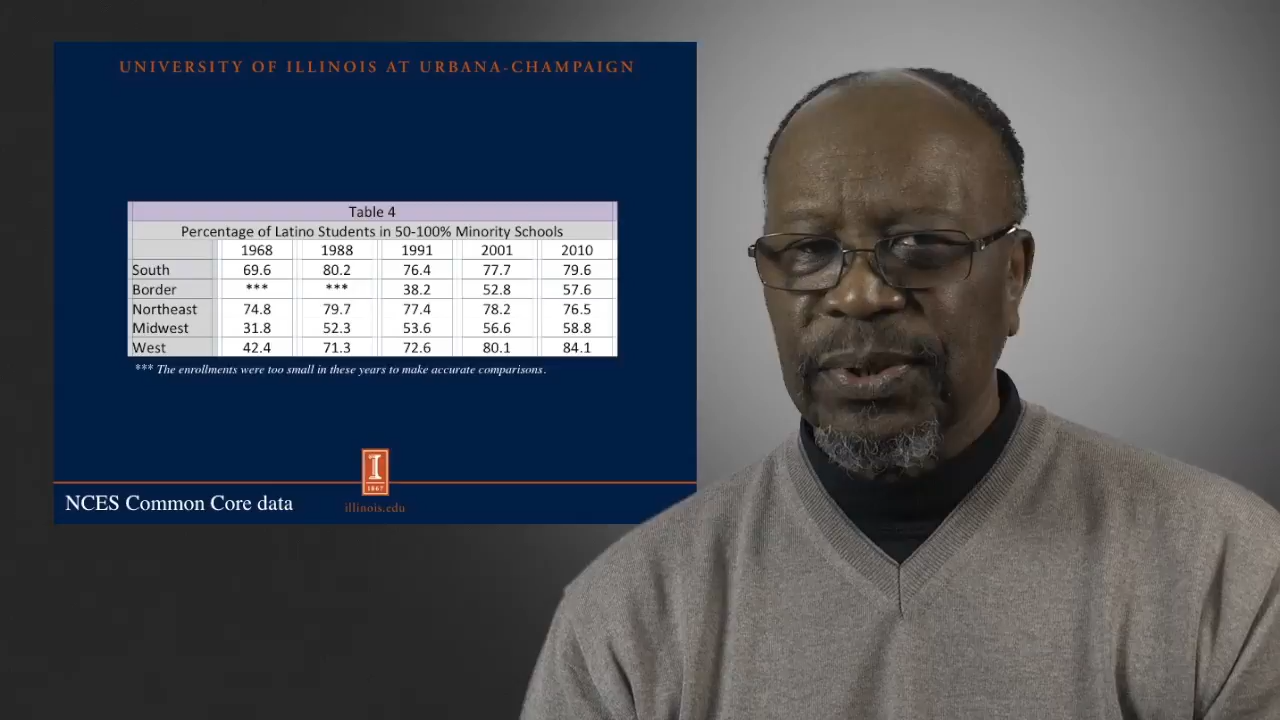 UNIVERSITY OF ILLINOIS AT URBANA-CHAMPAIGN
Table 4
Percentage of Latino Students in 50-100% Minority Schools
1968 1988 1991 2001 2010
South 69.6 80.2 76.4 77.7 79.6
Border *** *** 38.2 52.8 57.6
Northeast 74.8 79.7 77.4 78.2 76.5
Midwest 31.8 52.3 53.6 56.6 58.8
West 42.4 71.3 72.6 80.1 84.1
*** The enrollments were too small in these years to make accurate comparisons.
I
1867
NCES Common Core data
illinois.edu